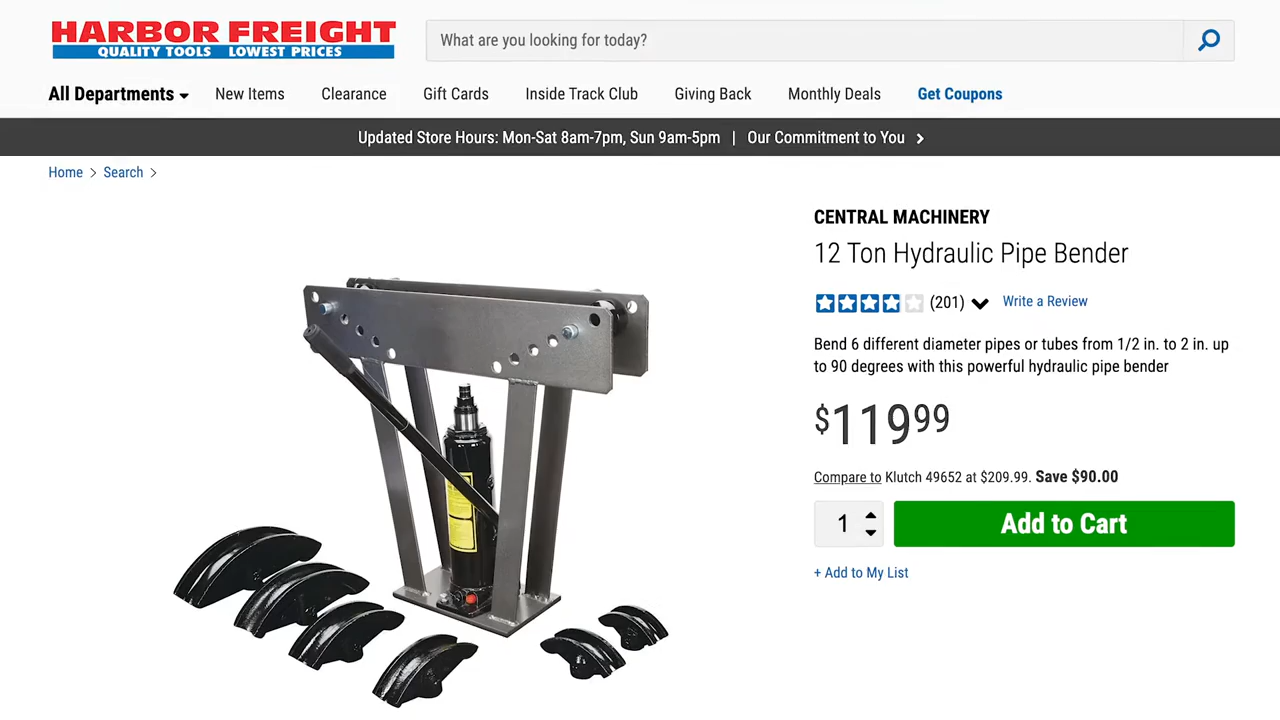 HARBOR FREIGHT
QUALITY TOOLS LOWEST PRICES
What are you looking for today?
All Departments
New Items
Clearance
Gift Cards
Inside Track Club
Giving Back
Monthly Deals
Get Coupons
Updated Store Hours: Mon-Sat 8am-7pm, Sun 9am-5pm | Our Commitment to You
Home > Search >
CENTRAL MACHINERY
12 Ton Hydraulic Pipe Bender
(201) Write a Review
Bend 6 different diameter pipes or tubes from 1/2 in. to 2 in. up
to 90 degrees with this powerful hydraulic pipe bender
$11999
Compare to Klutch 49652 at $209.99. Save $90.00
1
Add to Cart
+ Add to My List